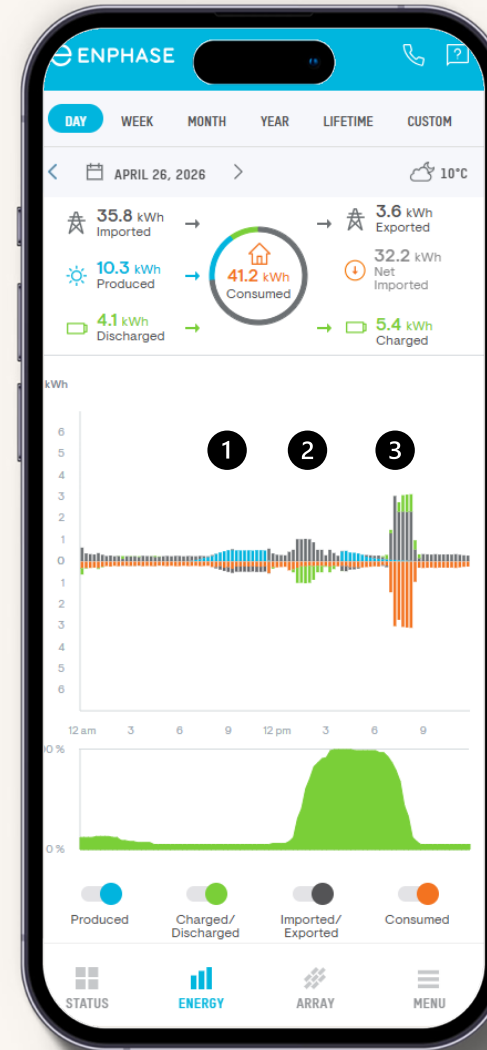 ENPHASE
DAY WEEK MONTH YEAR LIFETIME CUSTOM
APRIL 26, 2026 10°C
35.8 kWh
Imported
3.6 kWh
Exported
10.3 kWh
Produced
41.2 kWh
Consumed
32.2 kWh
Net
Imported
4.1 kWh
Discharged
5.4 kWh
Charged
kWh
1 2 3
6
5
4
3
2
1
0
1
2
3
4
5
6
12 am 3 6 9 12 pm 3 6 9
0 %
0 %
Produced
Charged/
Discharged
Imported/
Exported
Consumed
STATUS ENERGY ARRAY MENU